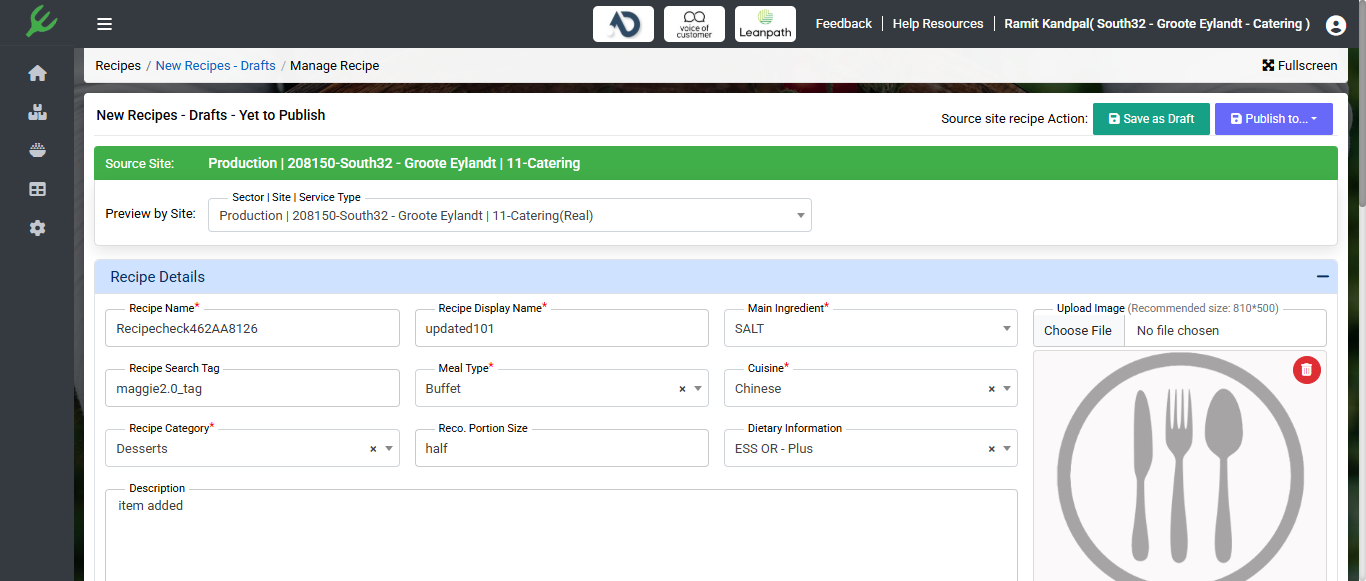 voice of customer
Leanpath
Feedback
Help Resources
Ramit Kandpal( South32 - Groote Eylandt - Catering )
Recipes / New Recipes - Drafts / Manage Recipe
Fullscreen
New Recipes - Drafts - Yet to Publish
Source site recipe Action:
Save as Draft
Publish to...
Source Site:
Production | 208150-South32 - Groote Eylandt | 11-Catering
Preview by Site:
Sector | Site | Service Type
Production | 208150-South32 - Groote Eylandt | 11-Catering(Real)
Recipe Details
Recipe Name*
Recipecheck462AA8126
Recipe Display Name*
updated101
Main Ingredient*
SALT
Upload Image (Recommended size: 810*500)
Choose File
No file chosen
Recipe Search Tag
maggie2.0_tag
Meal Type*
Buffet
×
Cuisine*
Chinese
×
Recipe Category*
Desserts
×
Reco. Portion Size
half
Dietary Information
ESS OR - Plus
×
Description
item added